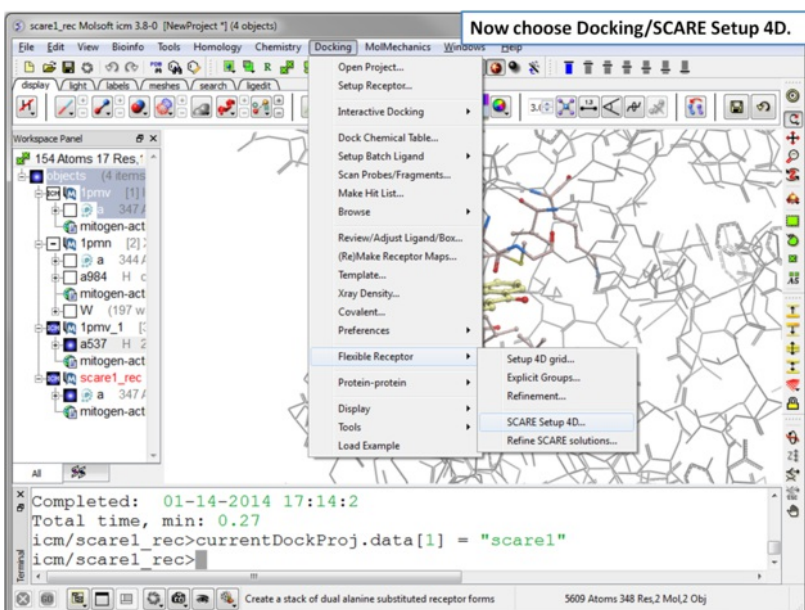 scare1_rec Molsoft icm 3.8-0 [NewProject *] (4 objects)
Now choose Docking/SCARE Setup 4D.
File Edit View Bioinfo Tools Homology Chemistry Docking MolMechanics Windows Help
display light labels meshes search ligedit
Workspace Panel
154 Atoms 17 Res,
objects (4 items
1pmv [1]
a 347
mitogen-act
1pmn [2]
a 344
a984 H
mitogen-act
W (197 w
1pmv_1
a537 H 2
mitogen-act
scare1_rec
a 347
mitogen-act
All
Open Project...
Setup Receptor...
Interactive Docking
Dock Chemical Table...
Setup Batch Ligand
Scan Probes/Fragments...
Make Hit List...
Browse
Review/Adjust Ligand/Box...
(Re)Make Receptor Maps...
Template...
Xray Density...
Covalent...
Preferences
Flexible Receptor
Protein-protein
Display
Tools
Load Example
Setup 4D grid...
Explicit Groups...
Refinement...
SCARE Setup 4D...
Refine SCARE solutions...
Terminal
Completed: 01-14-2014 17:14:2
Total time, min: 0.27
icm/scare1_rec>currentDockProj.data[1] = "scare1"
icm/scare1_rec>
Create a stack of dual alanine substituted receptor forms
5609 Atoms 348 Res,2 Mol,2 Obj